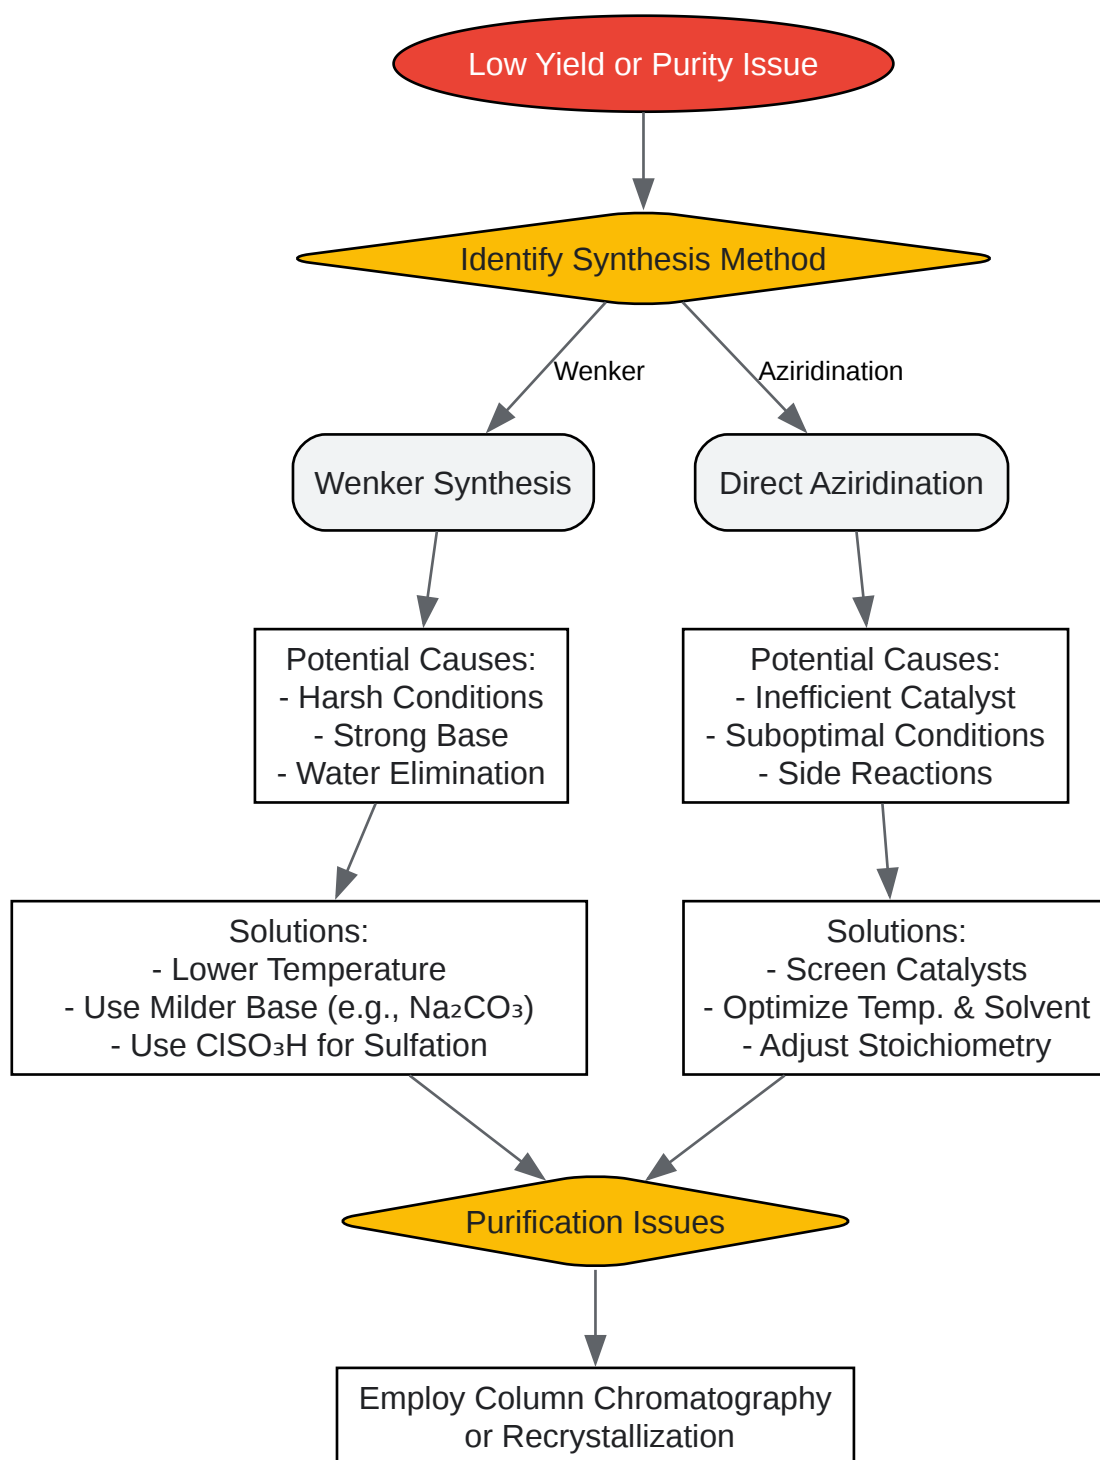 Low Yield or Purity Issue
Identify Synthesis Method
Wenker
Aziridination
Wenker Synthesis
Direct Aziridination
Potential Causes:
- Harsh Conditions
- Strong Base
- Water Elimination
Potential Causes:
- Inefficient Catalyst
- Suboptimal Conditions
- Side Reactions
Solutions:
- Lower Temperature
- Use Milder Base (e.g., Na₂CO₃)
- Use ClSO₃H for Sulfation
Solutions:
- Screen Catalysts
- Optimize Temp. & Solvent
- Adjust Stoichiometry
Purification Issues
Employ Column Chromatography
or Recrystallization